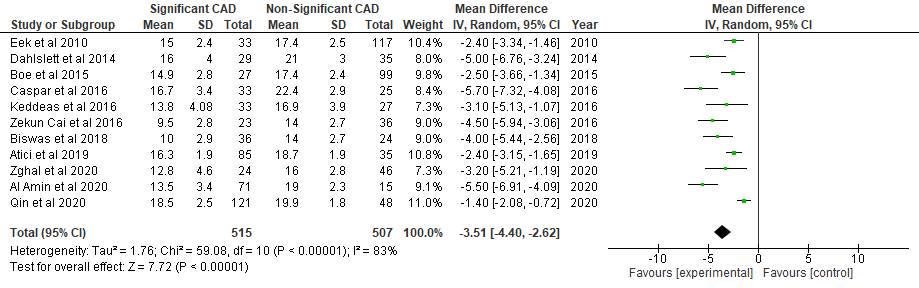 Significant CAD Non-Significant CAD Mean Difference Mean Difference
Study or Subgroup Mean SD Total Mean SD Total Weight IV, Random, 95% CI Year IV, Random, 95% CI
Eek et al 2010 15 2.4 33 17.4 2.5 117 10.4% -2.40 [-3.34, -1.46] 2010
Dahlslett et al 2014 16 4 29 21 3 35 8.1% -5.00 [-6.76, -3.24] 2014
Boe et al 2015 14.9 2.8 27 17.4 2.4 99 9.9% -2.50 [-3.66, -1.34] 2015
Caspar et al 2016 16.7 3.4 33 22.4 2.9 25 8.5% -5.70 [-7.32, -4.08] 2016
Keddeas et al 2016 13.8 4.08 33 16.9 3.9 27 7.4% -3.10 [-5.13, -1.07] 2016
Zekun Cai et al 2016 9.5 2.8 23 14 2.7 36 8.9% -4.50 [-5.94, -3.06] 2016
Biswas et al 2018 10 2.9 36 14 2.7 24 8.9% -4.00 [-5.44, -2.56] 2018
Atici et al 2019 16.3 1.9 85 18.7 1.9 35 10.8% -2.40 [-3.15, -1.65] 2019
Zghal et al 2020 12.8 4.6 24 16 2.8 46 7.4% -3.20 [-5.21, -1.19] 2020
Al Amin et al 2020 13.5 3.4 71 19 2.3 15 9.1% -5.50 [-6.91, -4.09] 2020
Qin et al 2020 18.5 2.5 121 19.9 1.8 48 11.0% -1.40 [-2.08, -0.72] 2020
Total (95% CI) 515 507 100.0% -3.51 [-4.40, -2.62]
Heterogeneity: Tau² = 1.76; Chi² = 59.08, df = 10 (P < 0.00001); I² = 83%
Test for overall effect: Z = 7.72 (P < 0.00001)
-10 -5 0 5 10
Favours [experimental] Favours [control]